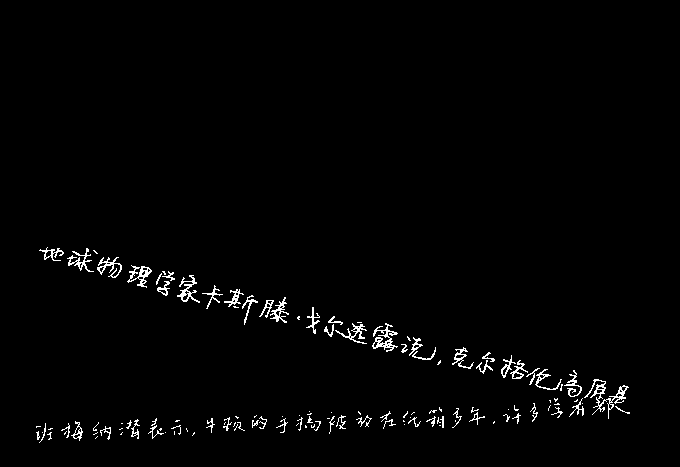 地球物理学家卡斯滕·戈尔透露说，克尔格伦高原是
班梅纳潜表示，牛顿的手稿被放在纸箱多年，许多学者都